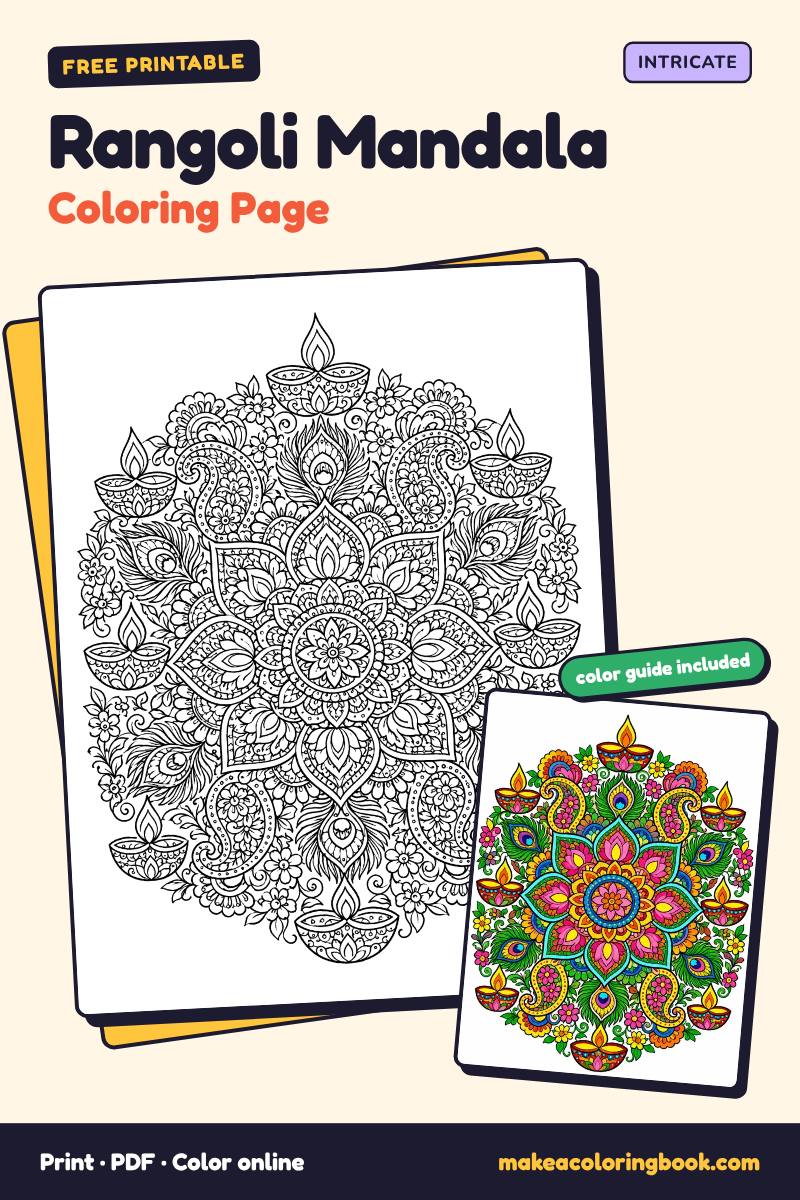 FREE PRINTABLE
INTRICATE
Rangoli Mandala
Coloring Page
color guide included
Print · PDF · Color online
makeacoloringbook.com